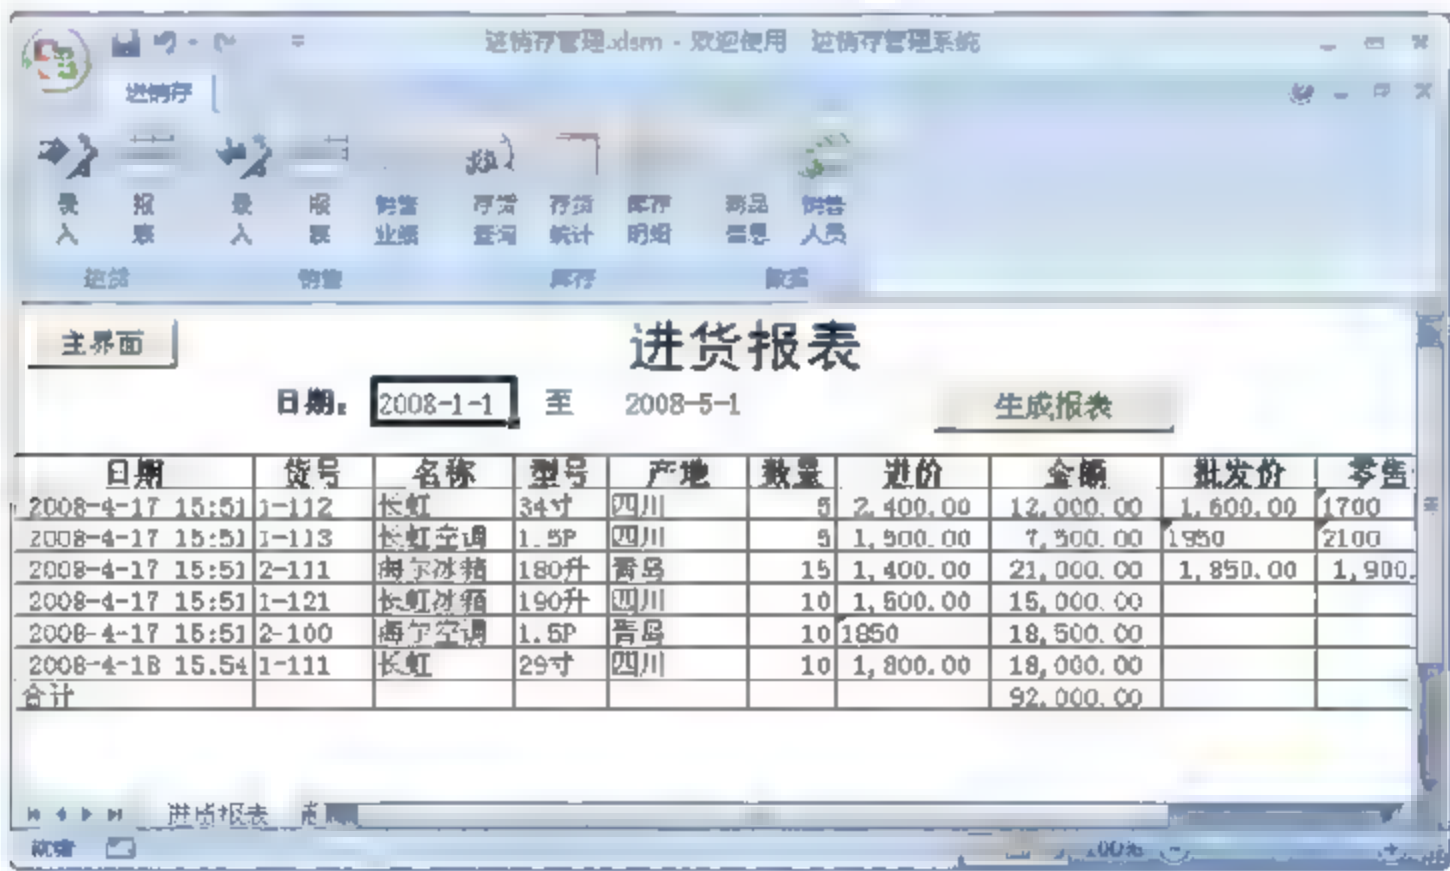 进销存管理.xlsm - 欢迎使用 进销存管理系统
进销存
录入 报表 录入 报表 销售业绩 存货查询 存货统计 库存明细 商品信息 销售人员
进货 销售 库存 数据
主界面 进货报表
日期: 2008-1-1 至 2008-5-1 生成报表
日期 货号 名称 型号 产地 数量 进价 金额 批发价 零售
2008-4-17 15:51 1-112 长虹 34寸 四川 5 2,400.00 12,000.00 1,600.00 1700
2008-4-17 15:51 1-113 长虹空调 1.5P 四川 5 1,500.00 7,500.00 1950 2100
2008-4-17 15:51 2-111 海尔冰箱 180升 青岛 15 1,400.00 21,000.00 1,850.00 1,900.
2008-4-17 15:51 1-121 长虹冰箱 190升 四川 10 1,500.00 15,000.00
2008-4-17 15:51 2-100 海尔空调 1.5P 青岛 10 1850 18,500.00
2008-4-18 15:54 1-111 长虹 29寸 四川 10 1,800.00 18,000.00
合计 92,000.00
进货报表
就绪 100%